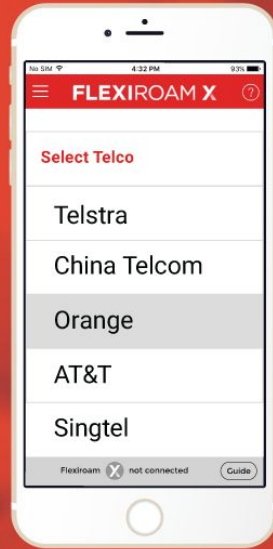 No SIM 4:32 PM 93%
FLEXIROAM X ?
Select Telco
Telstra
China Telcom
Orange
AT&T
Singtel
Flexiroam X not connected Guide